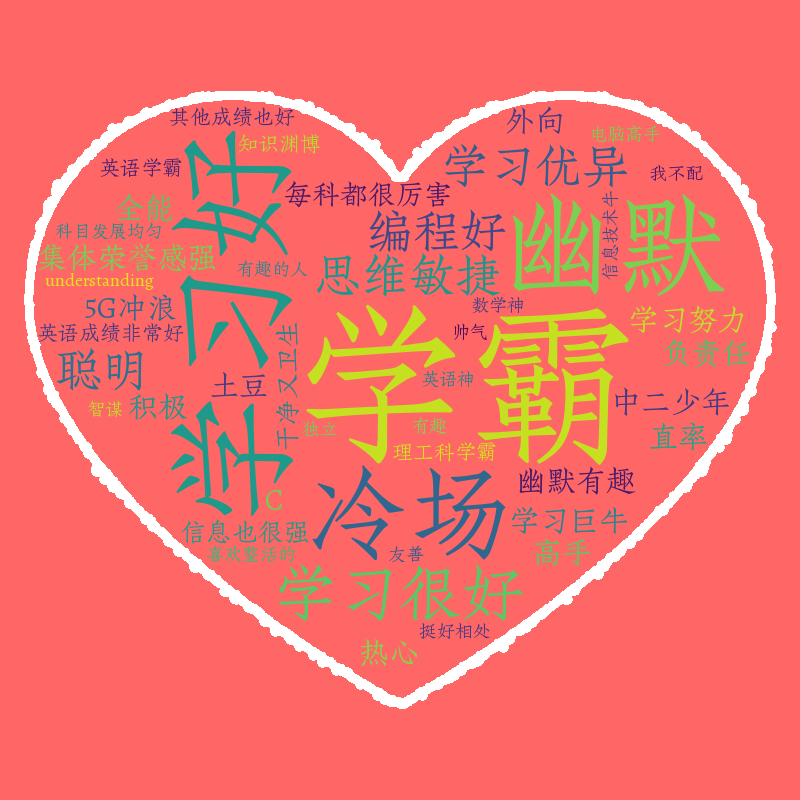 其他成绩也好
外向
知识渊博
电脑高手
英语学霸
学习优异
我不配
每科都很厉害
全能
学习好
信息技术牛
幽默
编程好
科目发展均匀
集体荣誉感强
有趣的人
思维敏捷
understanding
5G冲浪
数学神
学习努力
英语成绩非常好
帅气
干净又卫生
学霸
负责任
聪明
土豆
英语神
智谋
积极
中二少年
独立
有趣
直率
理工科学霸
幽默有趣
C
冷场
学习巨牛
信息也很强
喜欢整活的
友善
高手
学习很好
挺好相处
热心